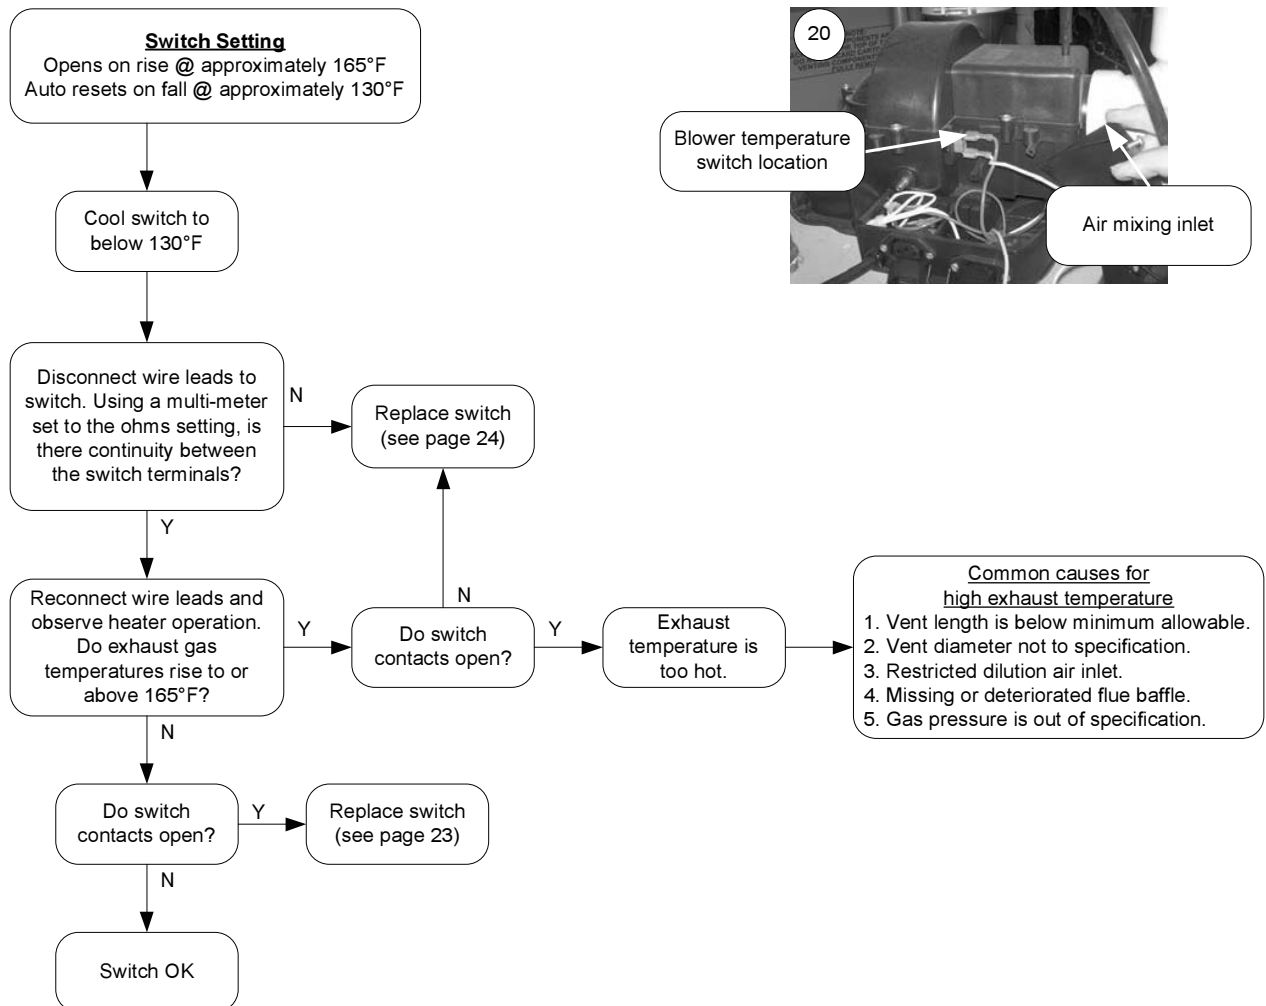 Switch Setting
Opens on rise @ approximately 165°F
Auto resets on fall @ approximately 130°F
20
Blower temperature
switch location
Air mixing inlet
Cool switch to
below 130°F
Disconnect wire leads to
switch. Using a multi-meter
set to the ohms setting, is
there continuity between
the switch terminals?
N
Replace switch
(see page 24)
Y
Reconnect wire leads and
observe heater operation.
Do exhaust gas
temperatures rise to or
above 165°F?
Y
Do switch
contacts open?
N
Y
Exhaust
temperature is
too hot.
Common causes for
high exhaust temperature
1. Vent length is below minimum allowable.
2. Vent diameter not to specification.
3. Restricted dilution air inlet.
4. Missing or deteriorated flue baffle.
5. Gas pressure is out of specification.
N
Do switch
contacts open?
Y
Replace switch
(see page 23)
N
Switch OK